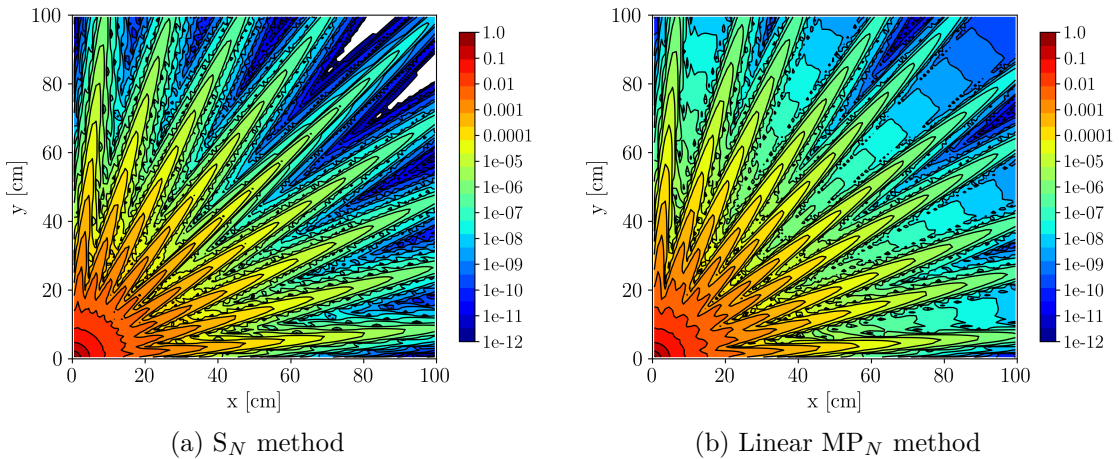 100
80
60
40
20
0
y [cm]
0 20 40 60 80 100
x [cm]
1.0
0.1
0.01
0.001
0.0001
1e-05
1e-06
1e-07
1e-08
1e-09
1e-10
1e-11
1e-12
(a) S_N method
100
80
60
40
20
0
y [cm]
0 20 40 60 80 100
x [cm]
1.0
0.1
0.01
0.001
0.0001
1e-05
1e-06
1e-07
1e-08
1e-09
1e-10
1e-11
1e-12
(b) Linear MP_N method